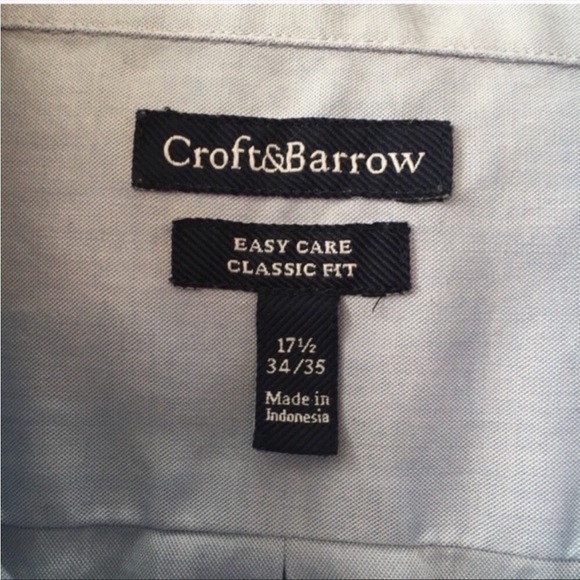 Croft&Barrow
EASY CARE
CLASSIC FIT
17½
34/35
Made in
Indonesia